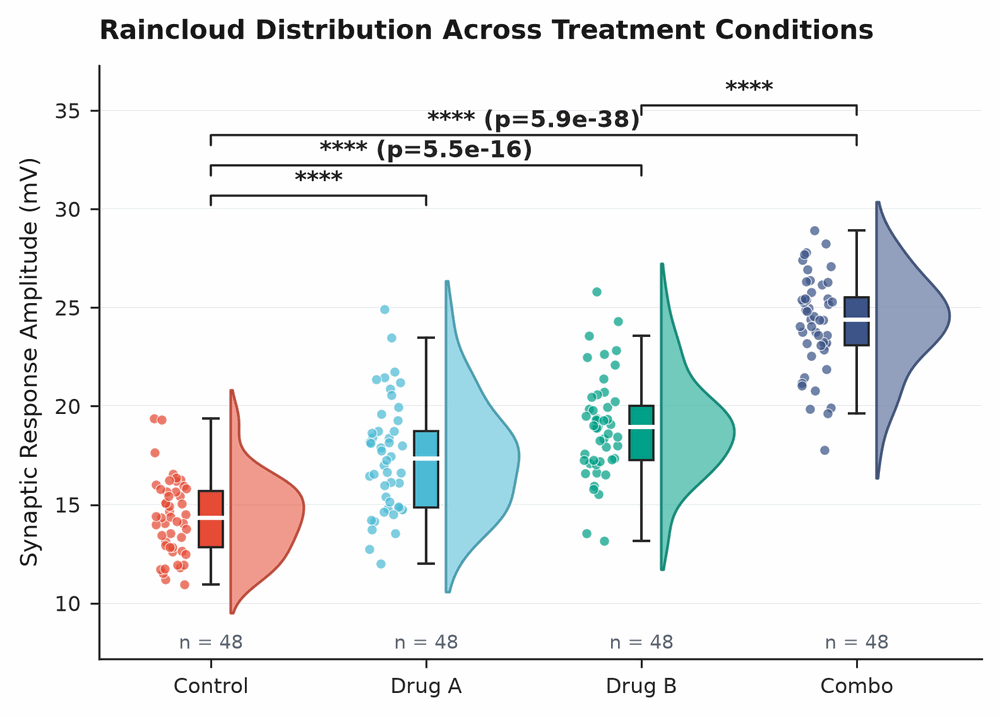 Raincloud Distribution Across Treatment Conditions
Synaptic Response Amplitude (mV)
35
30
25
20
15
10
****
**** (p=5.9e-38)
**** (p=5.5e-16)
****
n = 48
n = 48
n = 48
n = 48
Control
Drug A
Drug B
Combo